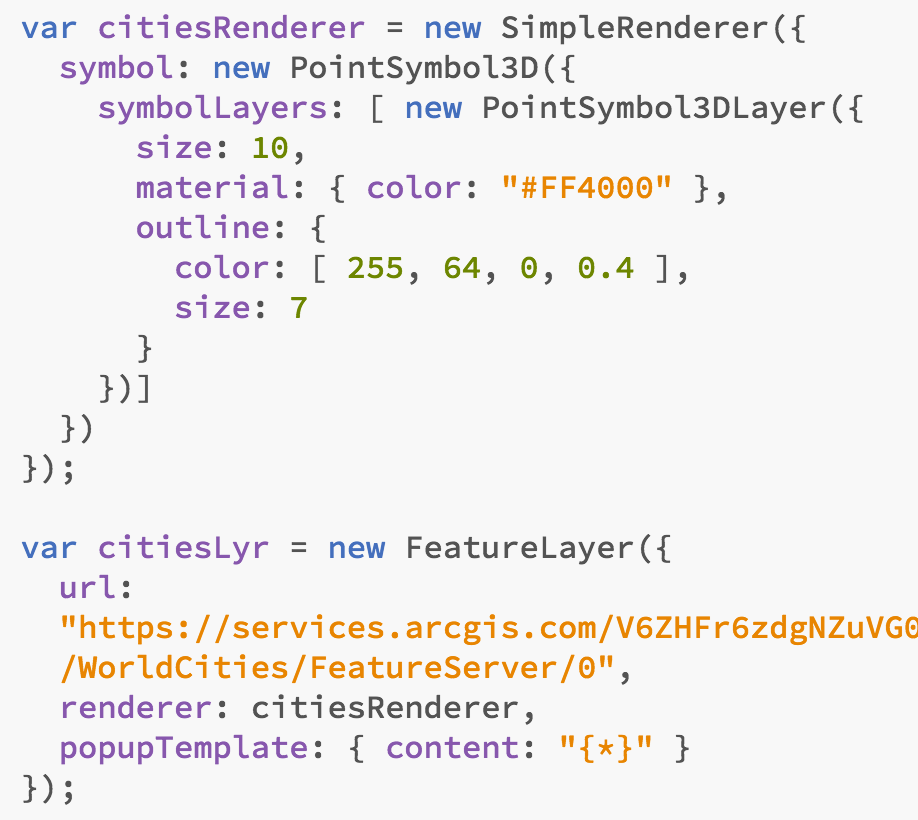 var citiesRenderer = new SimpleRenderer({
  symbol: new PointSymbol3D({
    symbolLayers: [ new PointSymbol3DLayer({
      size: 10,
      material: { color: "#FF4000" },
      outline: {
        color: [ 255, 64, 0, 0.4 ],
        size: 7
      }
    })]
  })
});

var citiesLyr = new FeatureLayer({
  url:
  "https://services.arcgis.com/V6ZHFr6zdgNZuVG0
  /WorldCities/FeatureServer/0",
  renderer: citiesRenderer,
  popupTemplate: { content: "{*}" }
});